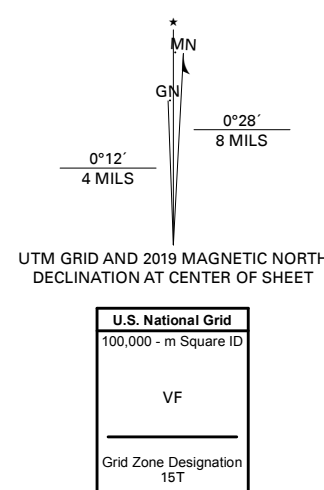 ★
MN
GN
0°28´
8 MILS
0°12´
4 MILS
UTM GRID AND 2019 MAGNETIC NORTH
DECLINATION AT CENTER OF SHEET
U.S. National Grid
100,000 - m Square ID
VF
Grid Zone Designation
15T